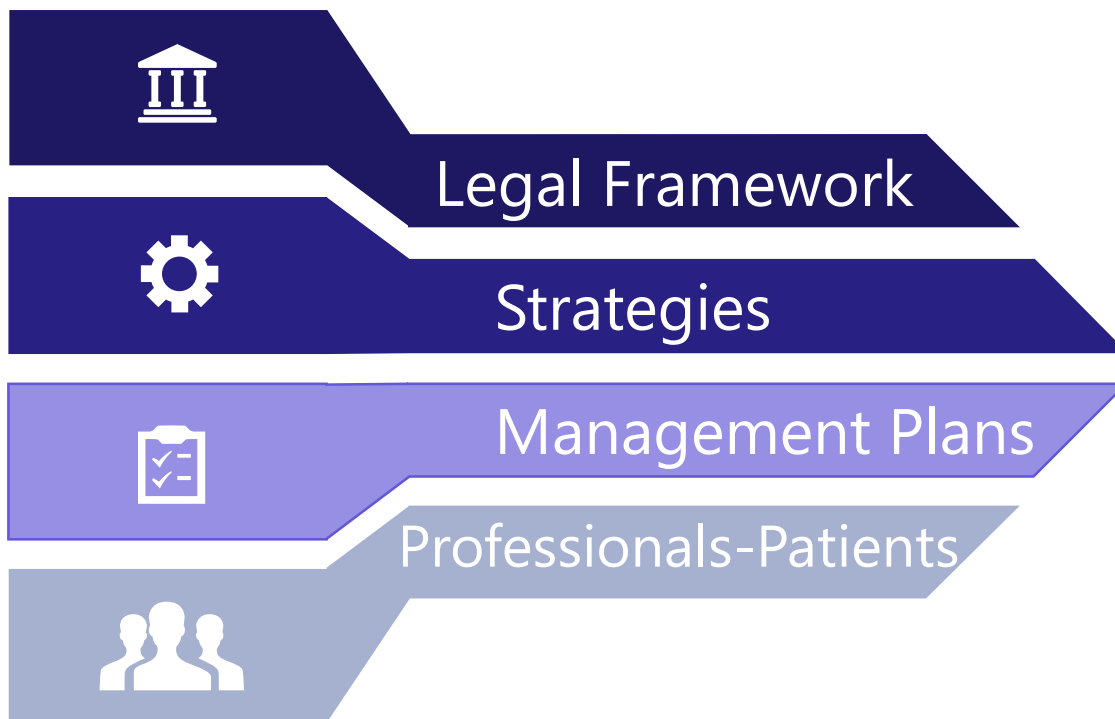 Legal Framework
Strategies
Management Plans
Professionals-Patients